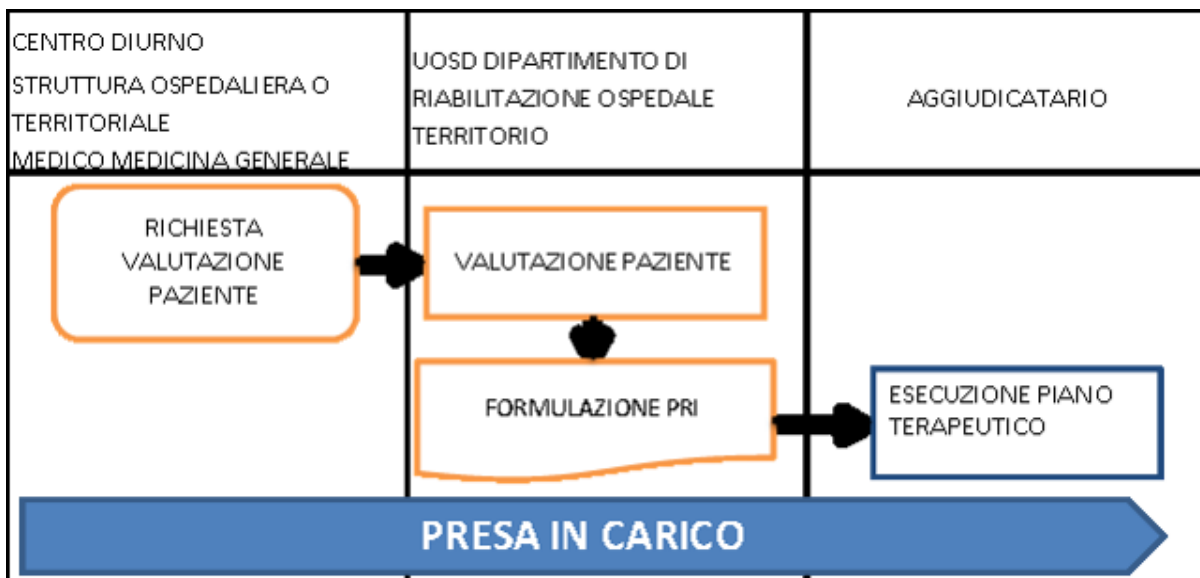 CENTRO DIURNO
STRUTTURA OSPEDALIERA O
TERRITORIALE
MEDICO MEDICINA GENERALE
UOSD DIPARTIMENTO DI
RIABILITAZIONE OSPEDALE
TERRITORIO
AGGIUDICATARIO
RICHIESTA
VALUTAZIONE
PAZIENTE
VALUTAZIONE PAZIENTE
FORMULAZIONE PRI
ESECUZIONE PIANO
TERAPEUTICO
PRESA IN CARICO